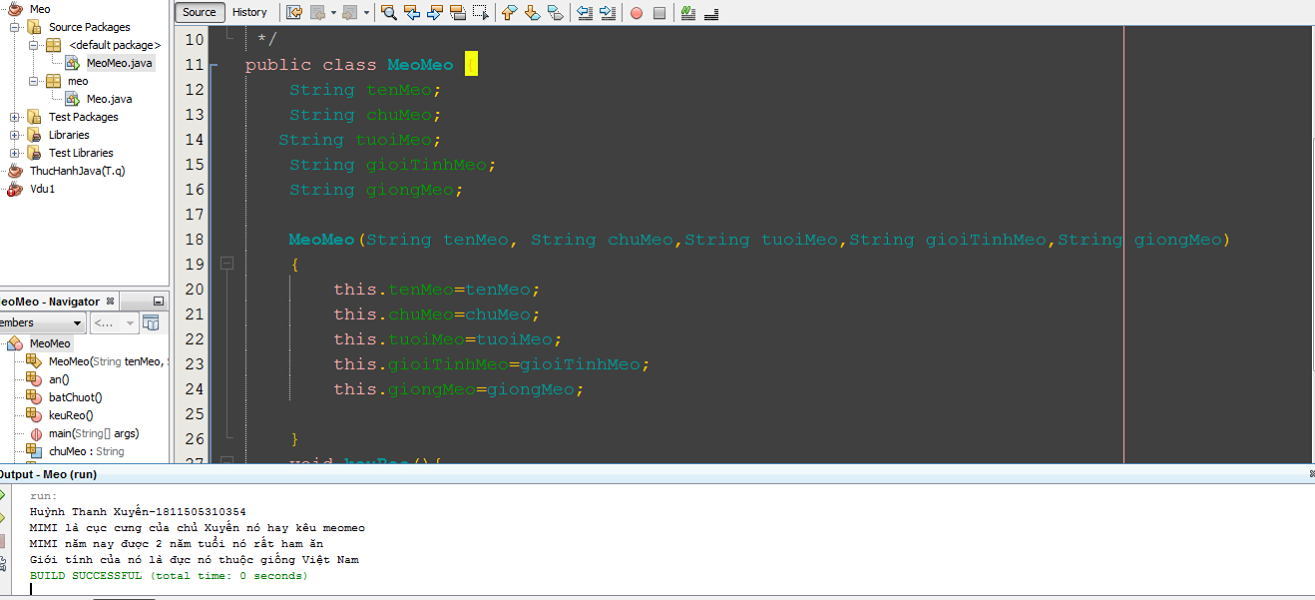 Meo
Source Packages
<default package>
MeoMeo.java
meo
Meo.java
Test Packages
Libraries
Test Libraries
ThucHanhJava(T.q)
Vdu1
eoMeo - Navigator
embers
<...
MeoMeo
MeoMeo(String tenMeo,
an()
batChuot()
keuReo()
main(String[] args)
chuMeo : String
Source History
10 */
11 public class MeoMeo {
12 String tenMeo;
13 String chuMeo;
14 String tuoiMeo;
15 String gioiTinhMeo;
16 String giongMeo;
17
18 MeoMeo(String tenMeo, String chuMeo,String tuoiMeo,String gioiTinhMeo,String giongMeo)
19 {
20 this.tenMeo=tenMeo;
21 this.chuMeo=chuMeo;
22 this.tuoiMeo=tuoiMeo;
23 this.gioiTinhMeo=gioiTinhMeo;
24 this.giongMeo=giongMeo;
25
26 }
27 void keuReo(){
Output - Meo (run)
run:
Huỳnh Thanh Xuyến-1811505310354
MIMI là cục cưng của chủ Xuyến nó hay kêu meomeo
MIMI năm nay được 2 năm tuổi nó rất ham ăn
Giới tính của nó là đực nó thuộc giống Việt Nam
BUILD SUCCESSFUL (total time: 0 seconds)